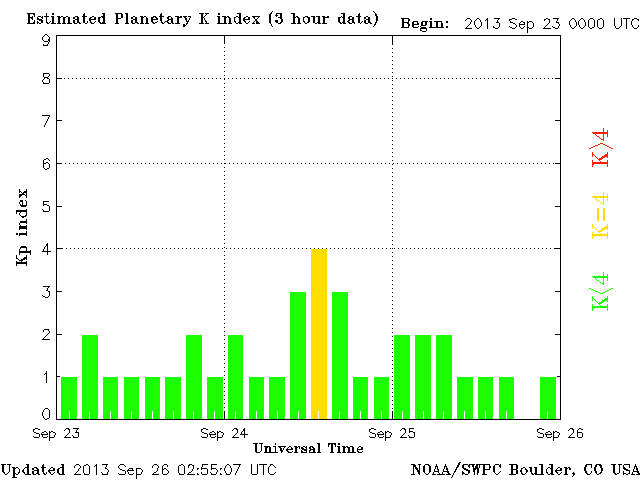 Estimated Planetary K index (3 hour data) Begin: 2013 Sep 23 0000 UTC
9
8
7
6
5
4
3
2
1
0
Kp index
K>4
K=4
K<4
Sep 23 Sep 24 Sep 25 Sep 26
Universal Time
Updated 2013 Sep 26 02:55:07 UTC NOAA/SWPC Boulder, CO USA